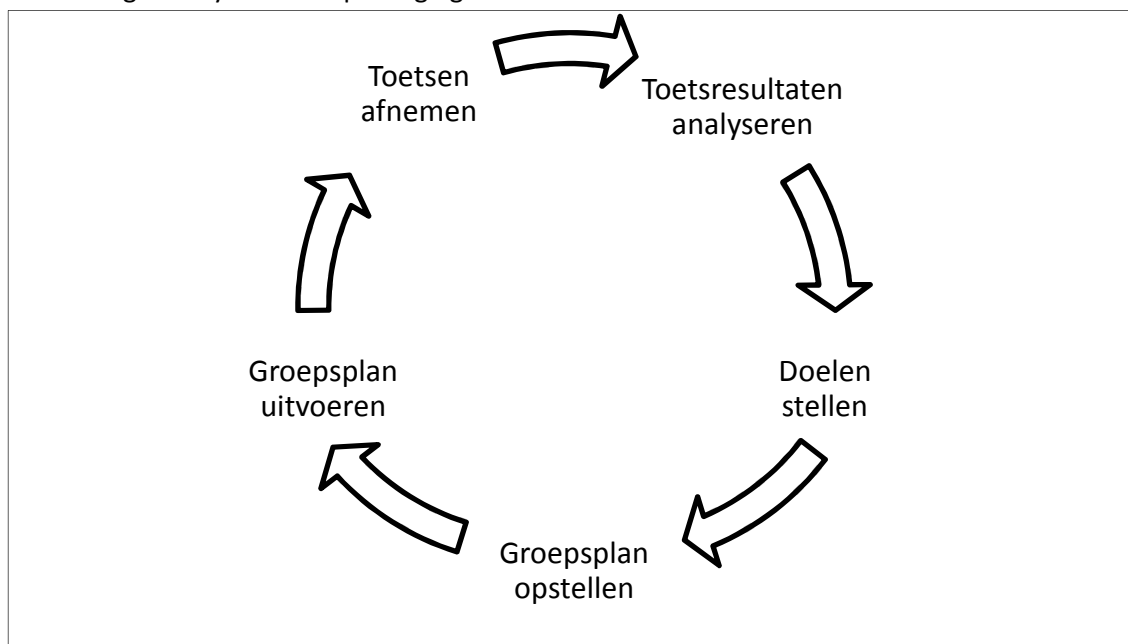 Toetsen
afnemen
Toetsresultaten
analyseren
Doelen
stellen
Groepsplan
opstellen
Groepsplan
uitvoeren